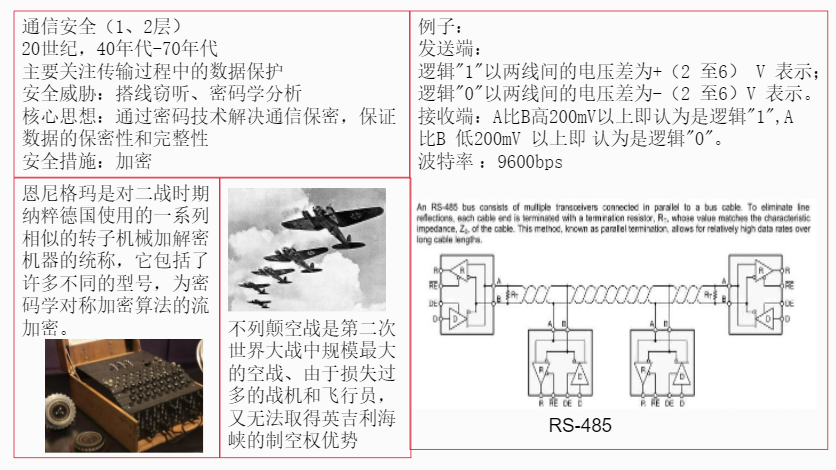 通信安全（1、2层）
20世纪，40年代-70年代
主要关注传输过程中的数据保护
安全威胁：搭线窃听、密码学分析
核心思想：通过密码技术解决通信保密，保证
数据的保密性和完整性
安全措施：加密
恩尼格玛是对二战时期
纳粹德国使用的一系列
相似的转子机械加解密
机器的统称，它包括了
许多不同的型号，为密
码学对称加密算法的流
加密。
不列颠空战是第二次
世界大战中规模最大
的空战、由于损失过
多的战机和飞行员，
又无法取得英吉利海
峡的制空权优势
例子：
发送端：
逻辑"1"以两线间的电压差为+（2 至6） V 表示；
逻辑"0"以两线间的电压差为-（2 至6）V 表示。
接收端：A比B高200mV以上即认为是逻辑"1",A
比B 低200mV 以上即 认为是逻辑"0"。
波特率 ：9600bps
An RS-485 bus consists of multiple transceivers connected in parallel to a bus cable. To eliminate line
reflections, each cable end is terminated with a termination resistor, RT, whose value matches the characteristic
impedance, Z0, of the cable. This method, known as parallel termination, allows for relatively high data rates over
long cable lengths.
R
RE
DE
D
R
D
A
B
RT
RT
A
B
R
D
R
RE
DE
D
A
B
A
B
R
D
R
D
R RE DE D
R RE DE D
RS-485